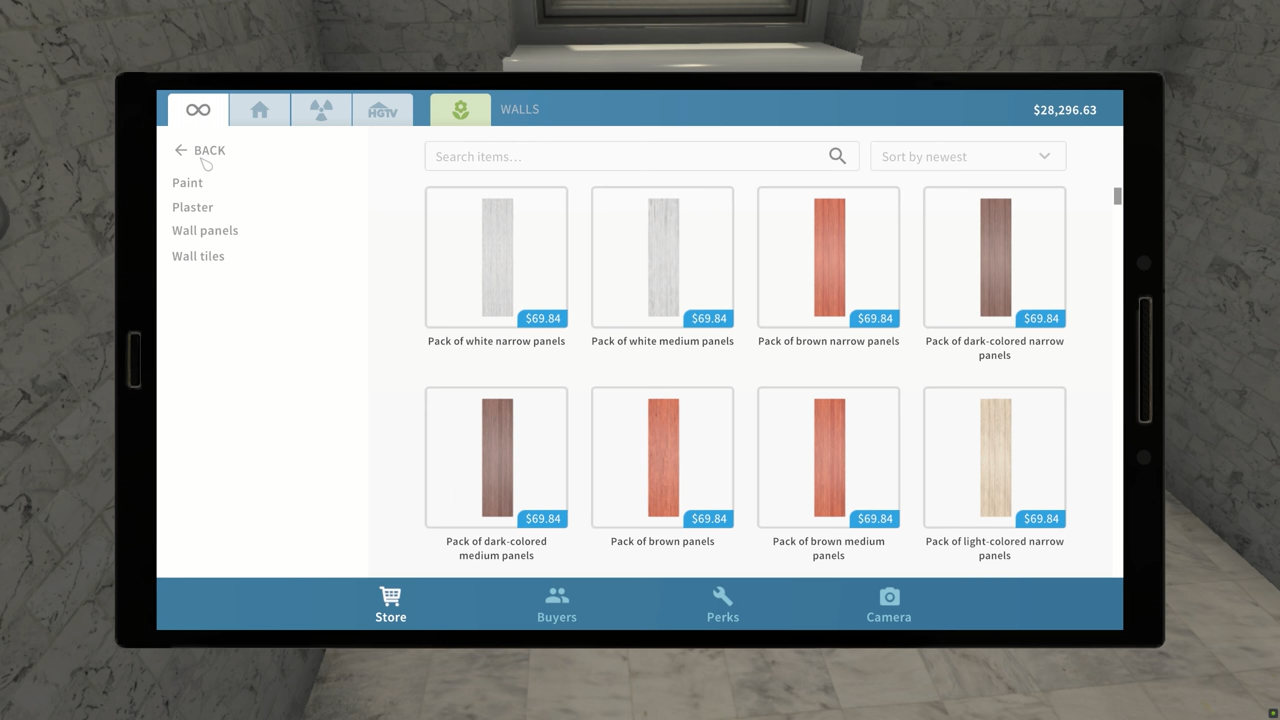 HGTV
WALLS
$28,296.63
BACK
Search items...
Sort by newest
Paint
Plaster
Wall panels
Wall tiles
$69.84
$69.84
$69.84
$69.84
Pack of white narrow panels
Pack of white medium panels
Pack of brown narrow panels
Pack of dark-colored narrow
panels
$69.84
$69.84
$69.84
$69.84
Pack of dark-colored
medium panels
Pack of brown panels
Pack of brown medium
panels
Pack of light-colored narrow
panels
Store
Buyers
Perks
Camera